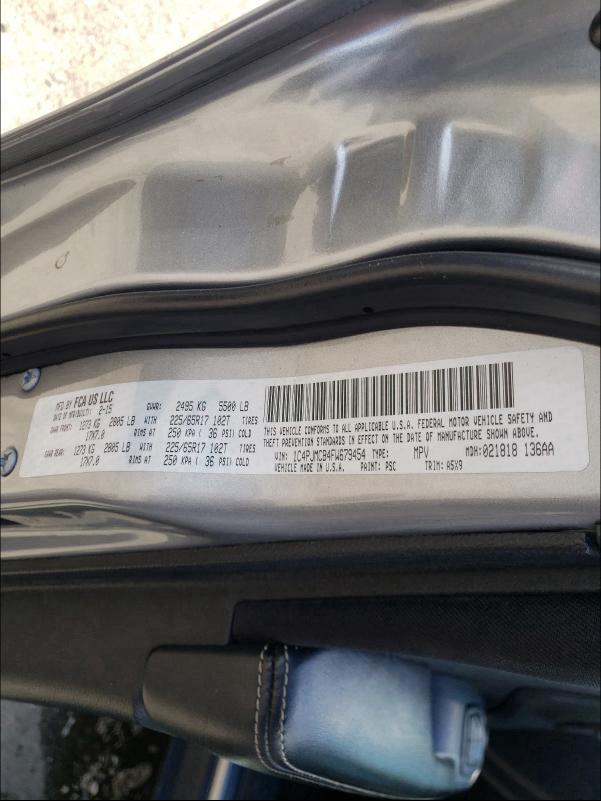 MFD BY FCA US LLC
DATE OF MFR(BILT): 2-15 GVWR: 2495 KG 5500 LB
GAWR FRONT: 1273 KG 2805 LB WITH 225/65R17 102T TIRES
17X7.0 RIMS AT 250 KPA ( 36 PSI) COLD
GAWR REAR: 1273 KG 2805 LB WITH 225/65R17 102T TIRES
17X7.0 RIMS AT 250 KPA ( 36 PSI) COLD
THIS VEHICLE CONFORMS TO ALL APPLICABLE U.S.A. FEDERAL MOTOR VEHICLE SAFETY AND
THEFT PREVENTION STANDARDS IN EFFECT ON THE DATE OF MANUFACTURE SHOWN ABOVE.
VIN: 1C4PJMCB4FW679454 TYPE: MPV MDH: 021818 136AA
VEHICLE MADE IN U.S.A. PAINT: PSC TRIM: A5X9